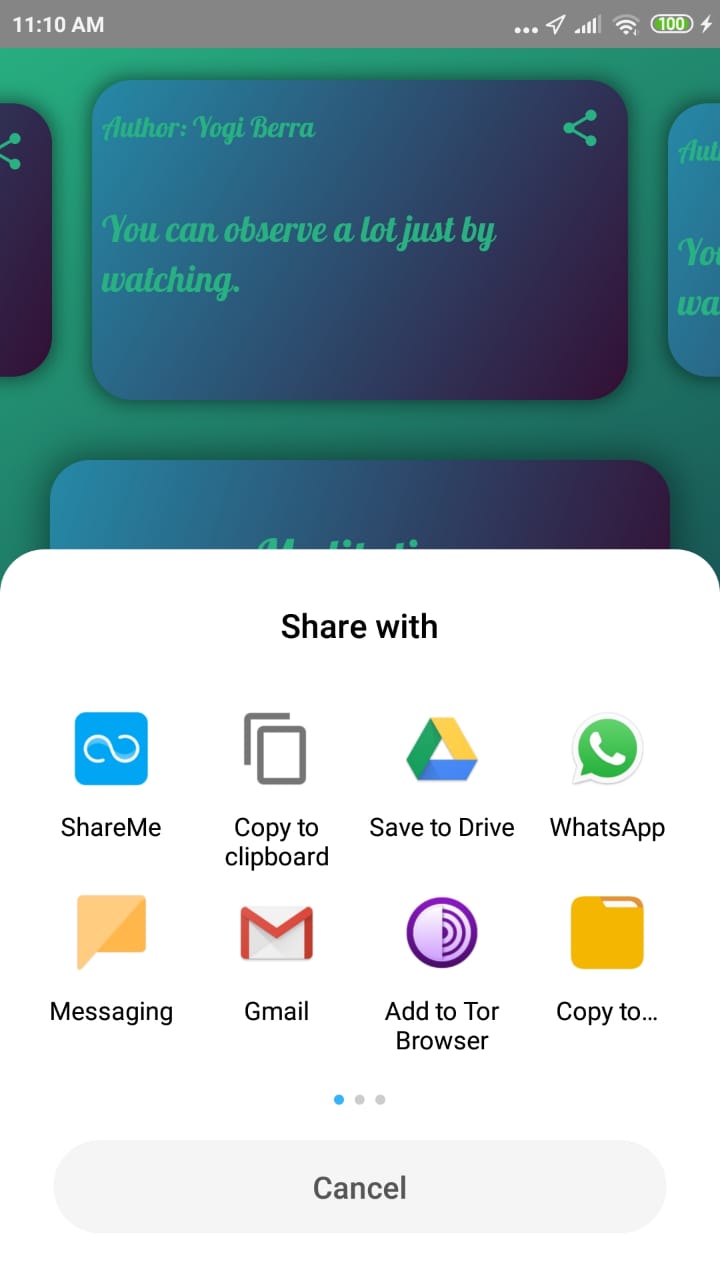 11:10 AM
100
Author: Yogi Berra
You can observe a lot just by
watching.
Share with
ShareMe
Copy to
clipboard
Save to Drive
WhatsApp
Messaging
Gmail
Add to Tor
Browser
Copy to...
Cancel